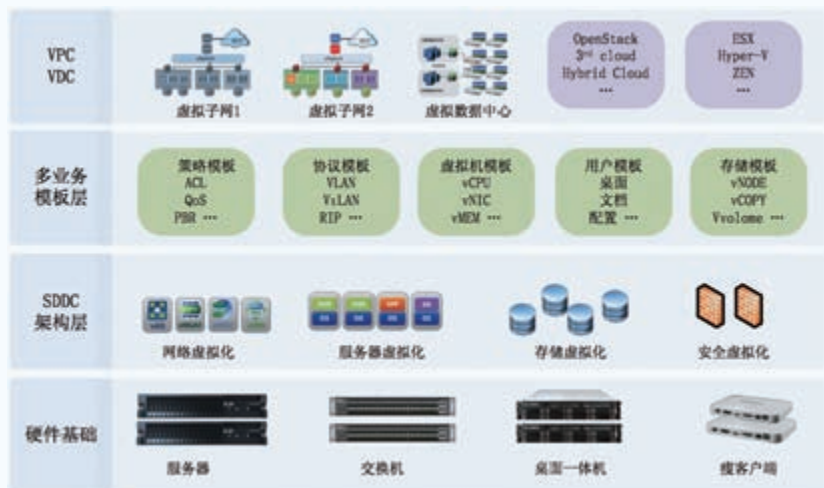 VPC
VDC
虚拟子网1
虚拟子网2
虚拟数据中心
OpenStack
3rd cloud
Hybrid Cloud
...
ESX
Hyper-V
ZEN
...
多业务
模板层
策略模板
ACL
QoS
PBR ...
协议模板
VLAN
VxLAN
RIP ...
虚拟机模板
vCPU
vNIC
vMEM ...
用户模板
桌面
文档
配置 ...
存储模板
vNODE
vCOPY
Vvolume ...
SDDC
架构层
网络虚拟化
服务器虚拟化
存储虚拟化
安全虚拟化
硬件基础
服务器
交换机
桌面一体机
瘦客户端